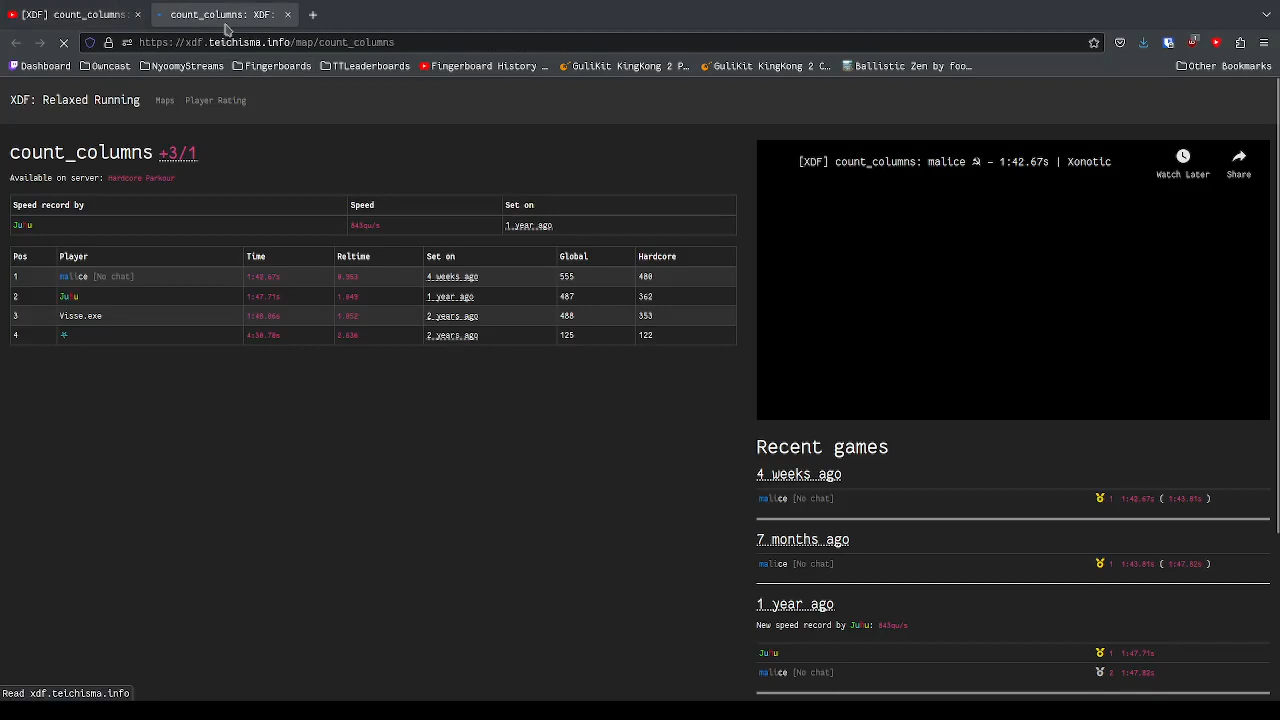 [XDF] count_columns:
count_columns: XDF:
https://xdf.teichisma.info/map/count_columns
Dashboard Owncast NyoomyStreams Fingerboards TTLeaderboards Fingerboard History ... GuliKit KingKong 2 P... GuliKit KingKong 2 C... Ballistic Zen by foo... Other Bookmarks
XDF: Relaxed Running Maps Player Rating
count_columns +3/1
Available on server: Hardcore Parkour
Speed record by Speed Set on
Juhu 843qu/s 1 year ago
Pos Player Time Reltime Set on Global Hardcore
1 malice [No chat] 1:42.67s 0.953 4 weeks ago 555 480
2 Juhu 1:47.71s 1.049 1 year ago 487 362
3 Visse.exe 1:48.06s 1.052 2 years ago 488 353
4 4:30.78s 2.636 2 years ago 125 122
[XDF] count_columns: malice ☭ – 1:42.67s | Xonotic
Watch Later
Share
Recent games
4 weeks ago
malice [No chat] 1 1:42.67s ( 1:43.81s )
7 months ago
malice [No chat] 1 1:43.81s ( 1:47.82s )
1 year ago
New speed record by Juhu: 843qu/s
Juhu 1 1:47.71s
malice [No chat] 2 1:47.82s
Read xdf.teichisma.info